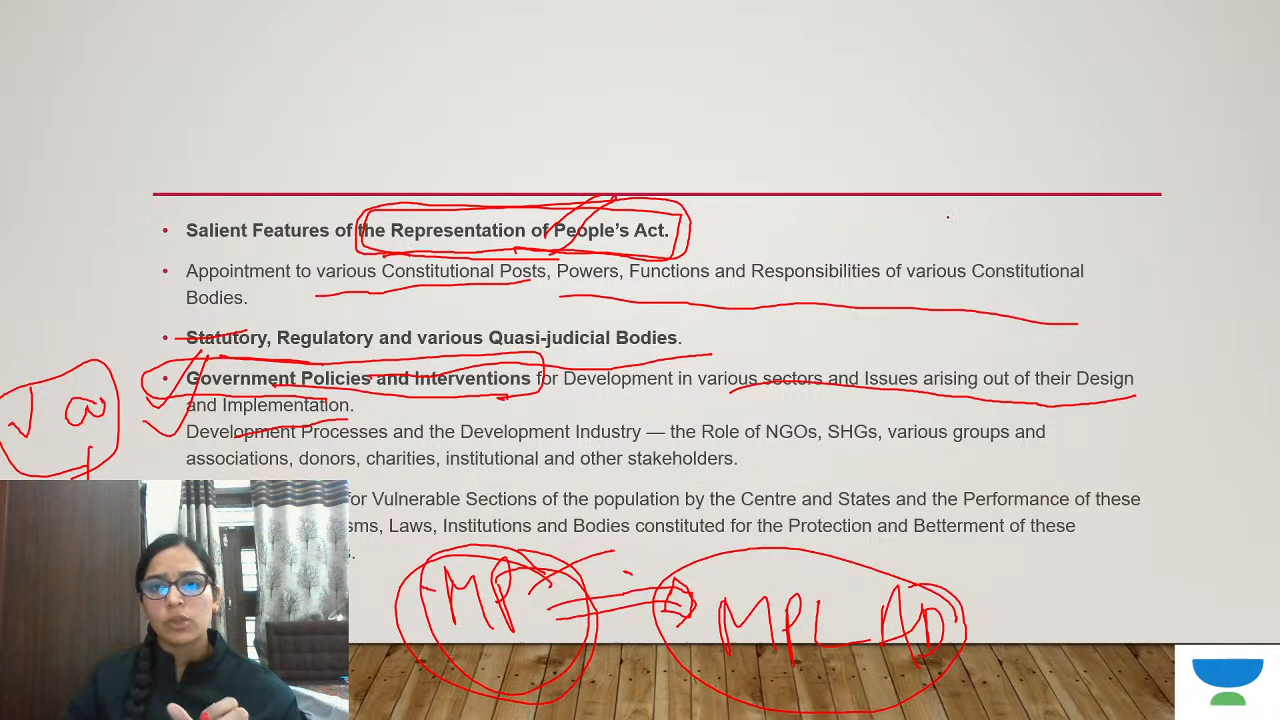 • Salient Features of the Representation of People's Act.
• Appointment to various Constitutional Posts, Powers, Functions and Responsibilities of various Constitutional
Bodies.
• Statutory, Regulatory and various Quasi-judicial Bodies.
• Government Policies and Interventions for Development in various sectors and Issues arising out of their Design
and Implementation.
Development Processes and the Development Industry — the Role of NGOs, SHGs, various groups and
associations, donors, charities, institutional and other stakeholders.
for Vulnerable Sections of the population by the Centre and States and the Performance of these
Laws, Institutions and Bodies constituted for the Protection and Betterment of these
MP
MPLAD